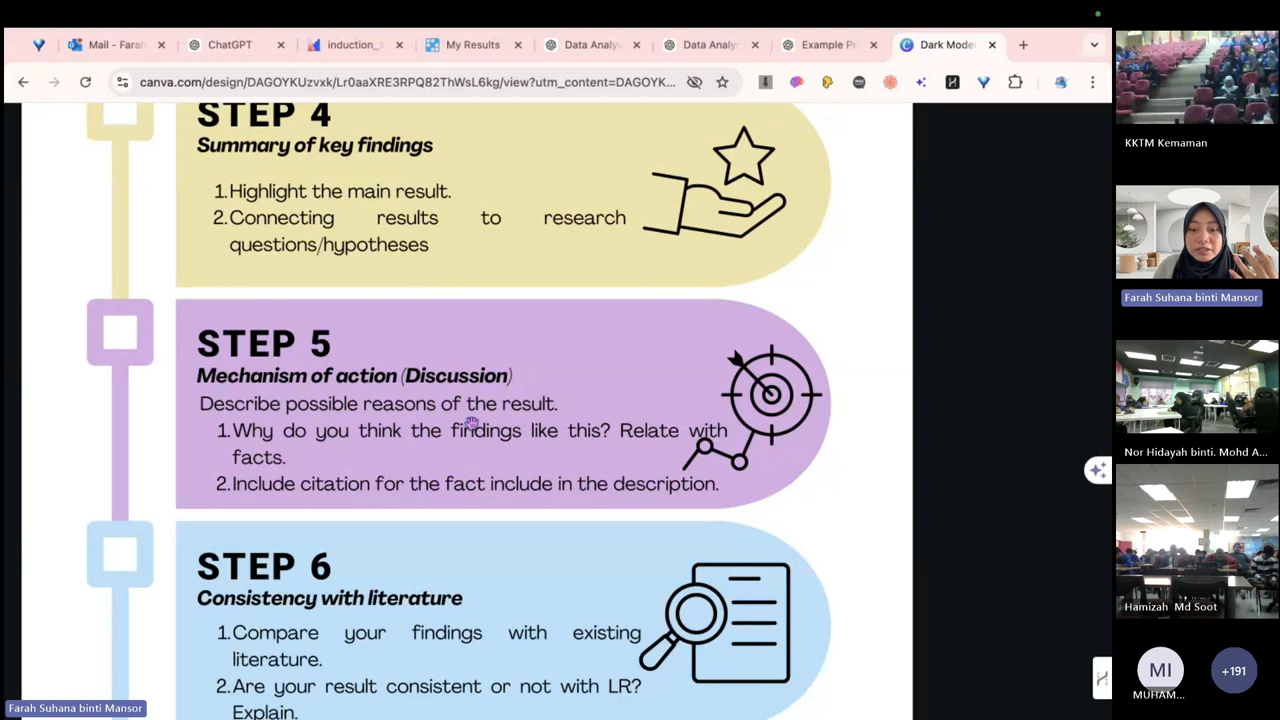 Mail - Farah
ChatGPT
induction_
My Results
Data Analys
Data Analy
Example Pr
Dark Mode
canva.com/design/DAGOYKUzvxk/Lr0aaXRE3RPQ82ThWsL6kg/view?utm_content=DAGOYK...
STEP 4
Summary of key findings
1. Highlight the main result.
2. Connecting results to research
questions/hypotheses
STEP 5
Mechanism of action (Discussion)
Describe possible reasons of the result.
1. Why do you think the findings like this? Relate with
facts.
2. Include citation for the fact include in the description.
STEP 6
Consistency with literature
1. Compare your findings with existing
literature.
2. Are your result consistent or not with LR?
Explain.
Farah Suhana binti Mansor
KKTM Kemaman
Farah Suhana binti Mansor
Nor Hidayah binti. Mohd A...
Hamizah Md Soot
MI
MUHAM...
+191